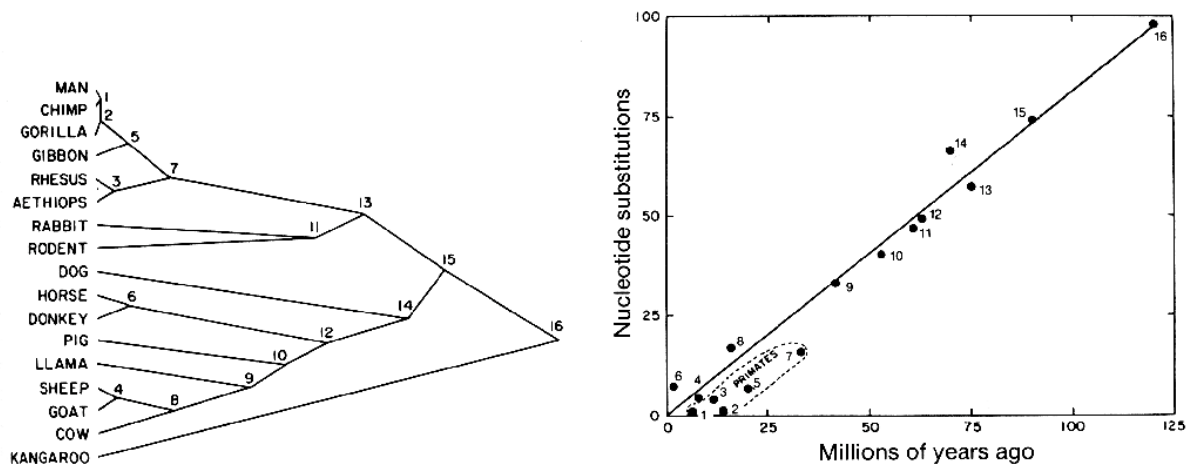 MAN
1
CHIMP
2
GORILLA
5
GIBBON
7
RHESUS
3
AETHIOPS
13
RABBIT
11
RODENT
15
DOG
HORSE
6
14
DONKEY
16
PIG
12
LLAMA
10
9
SHEEP
4
GOAT
8
COW
KANGAROO
Nucleotide substitutions
100
75
50
25
0
16
15
14
13
12
11
10
9
8
7
PRIMATES
6
4
3
5
1
2
0
25
50
75
100
125
Millions of years ago